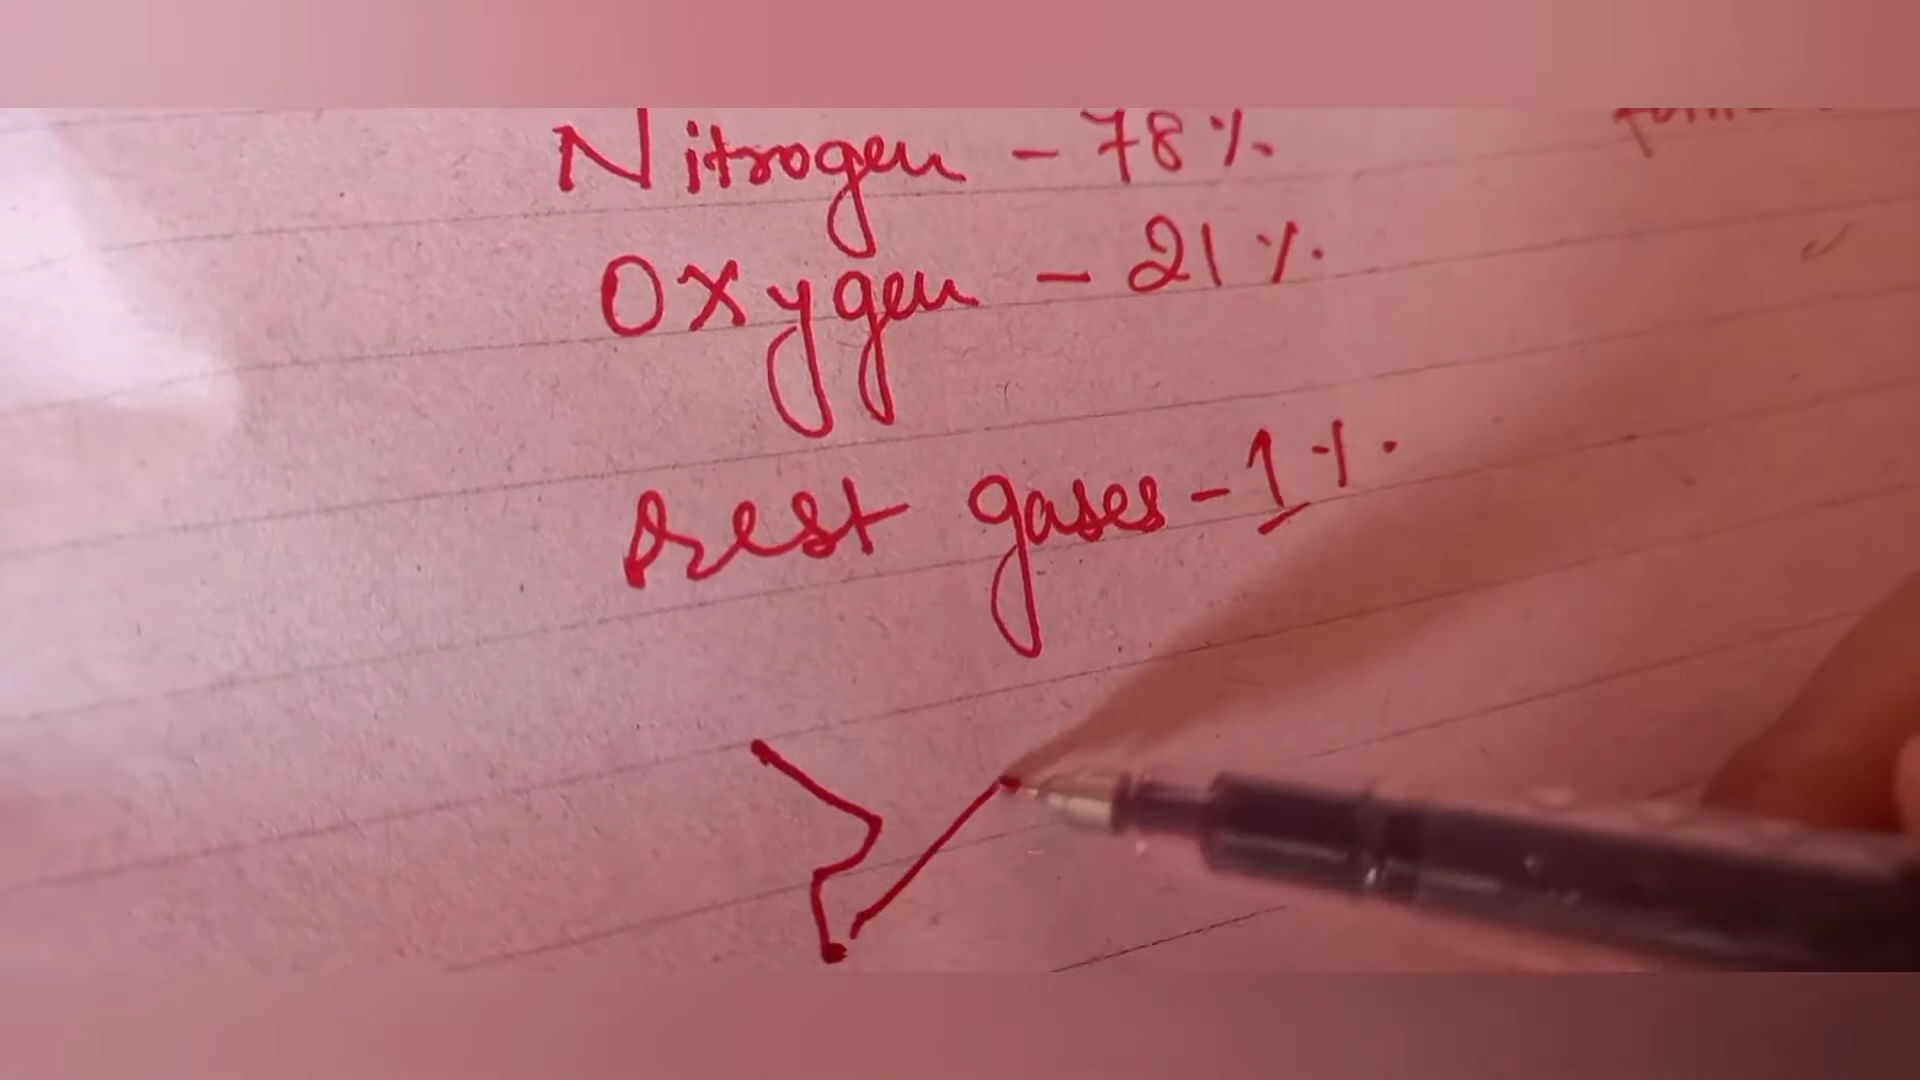 Nitrogen - 78%
Oxygen - 21%
Rest gases - 1%